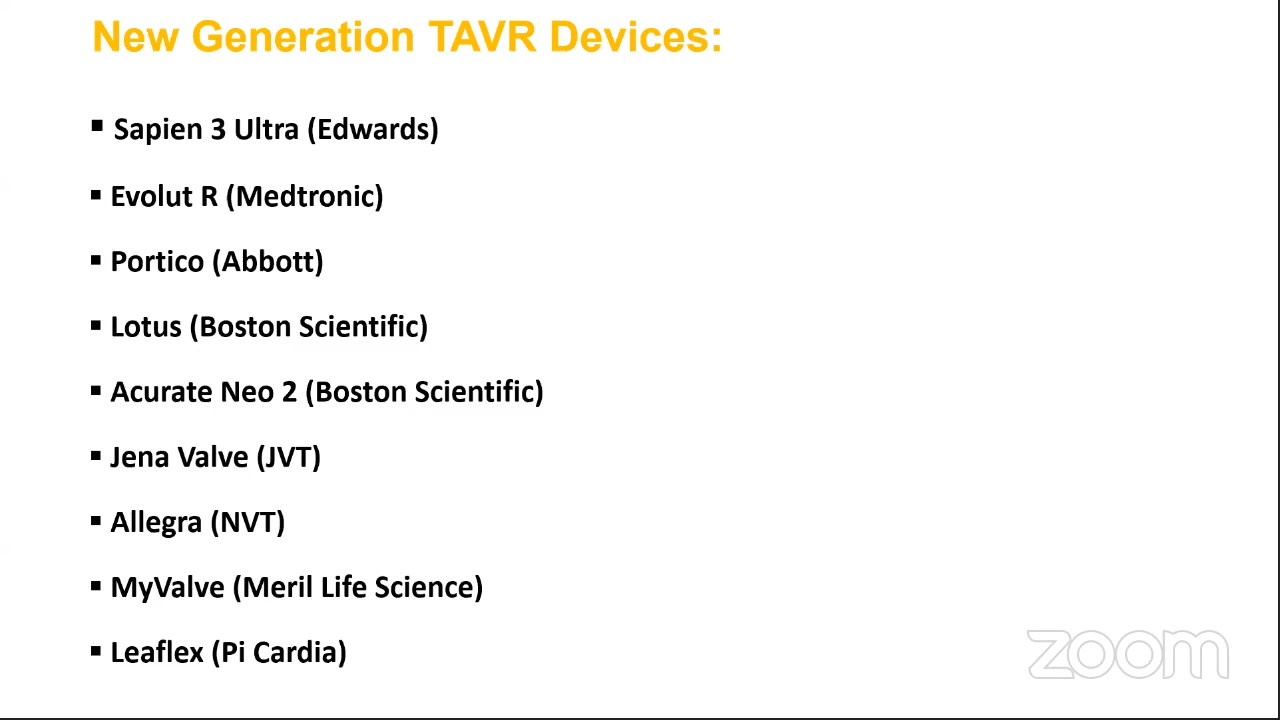 New Generation TAVR Devices:
▪ Sapien 3 Ultra (Edwards)
▪ Evolut R (Medtronic)
▪ Portico (Abbott)
▪ Lotus (Boston Scientific)
▪ Acurate Neo 2 (Boston Scientific)
▪ Jena Valve (JVT)
▪ Allegra (NVT)
▪ MyValve (Meril Life Science)
▪ Leaflex (Pi Cardia)
zoom